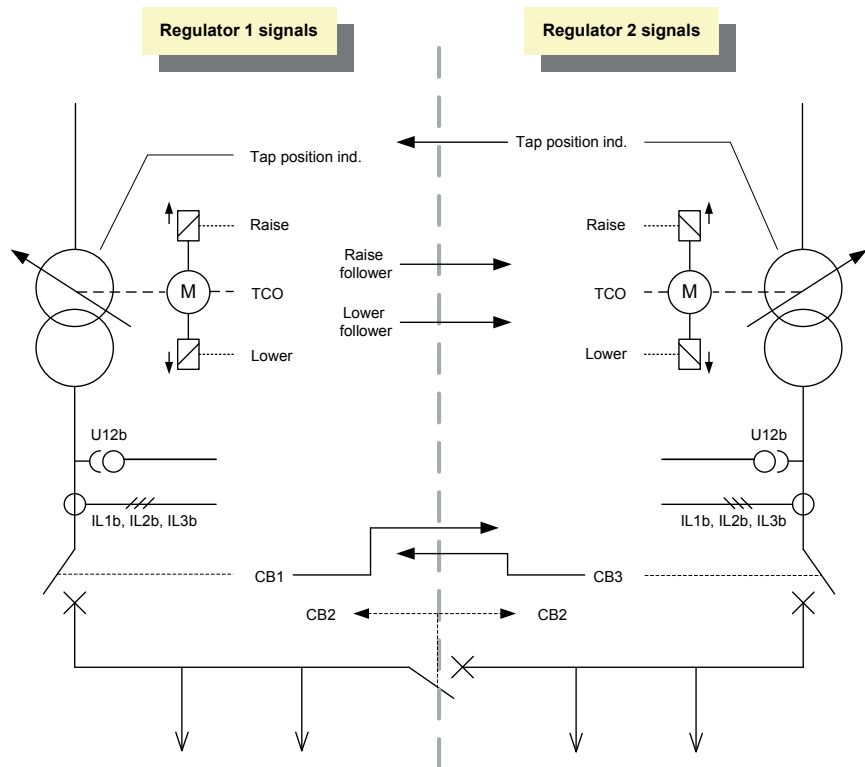 Regulator 1 signals
Regulator 2 signals
Tap position ind.
Tap position ind.
Raise
Raise
follower
Raise
M
TCO
TCO
M
Lower
follower
Lower
Lower
U12b
U12b
IL1b, IL2b, IL3b
IL1b, IL2b, IL3b
CB1
CB3
CB2
CB2